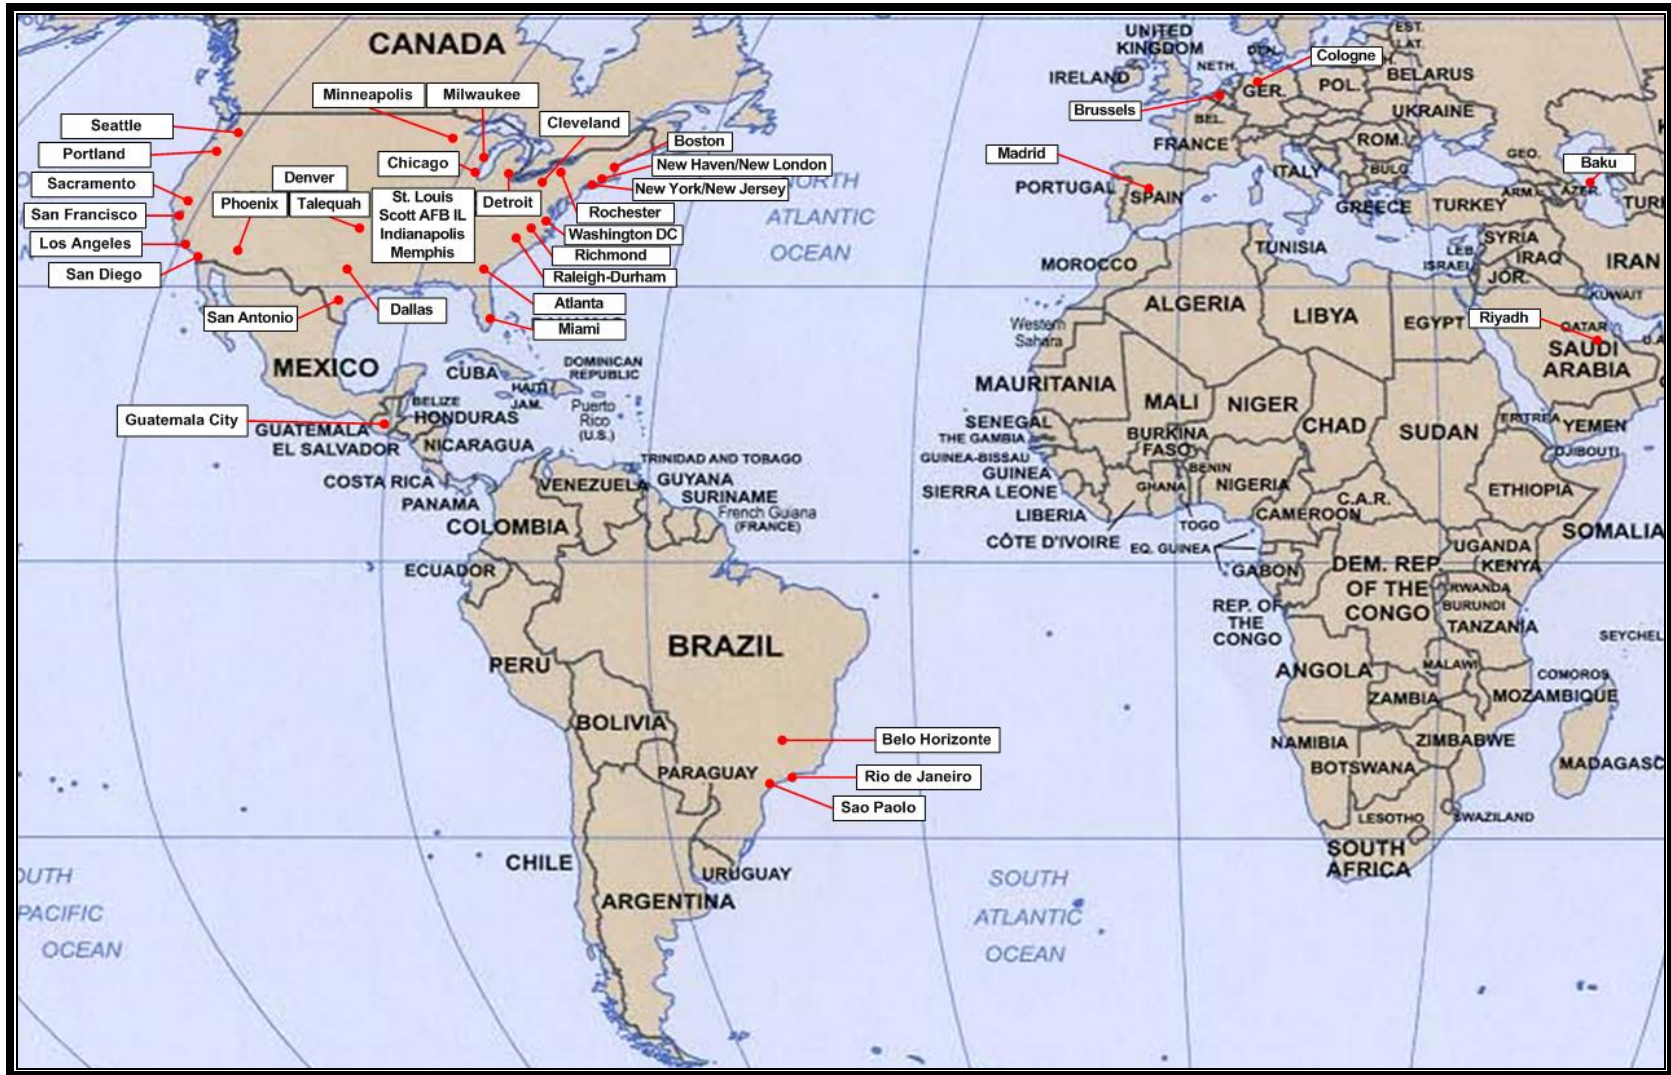 CANADA
Minneapolis
Milwaukee
Cleveland
Seattle
Portland
Sacramento
San Francisco
Los Angeles
San Diego
Phoenix
Denver
Talequah
Chicago
St. Louis
Scott AFB IL
Indianapolis
Memphis
Detroit
Boston
New Haven/New London
New York/New Jersey
Rochester
Washington DC
Richmond
Raleigh-Durham
Atlanta
Miami
San Antonio
Dallas
NORTH
ATLANTIC
OCEAN
MEXICO
CUBA
HAITI
JAM.
DOMINICAN
REPUBLIC
Puerto
Rico
(U.S.)
BELIZE
Guatemala City
GUATEMALA
HONDURAS
EL SALVADOR
NICARAGUA
COSTA RICA
PANAMA
TRINIDAD AND TOBAGO
VENEZUELA
GUYANA
SURINAME
French Guiana
(FRANCE)
COLOMBIA
ECUADOR
PERU
BRAZIL
BOLIVIA
PARAGUAY
Belo Horizonte
Rio de Janeiro
Sao Paolo
CHILE
URUGUAY
ARGENTINA
OUTH
PACIFIC
OCEAN
SOUTH
ATLANTIC
OCEAN
UNITED
KINGDOM
IRELAND
NETH.
DEN.
Cologne
EST.
LAT.
BELARUS
POL.
GER.
Brussels
BEL.
UKRAINE
FRANCE
ROM.
Madrid
ITALY
BULG.
GEO.
Baku
PORTUGAL
SPAIN
GREECE
TURKEY
ARM.
AZER.
TURK
TUNISIA
SYRIA
LEB.
ISRAEL
IRAQ
JOR.
IRAN
KUWAIT
MOROCCO
ALGERIA
LIBYA
EGYPT
Riyadh
QATAR
U.A
SAUDI
ARABIA
Western
Sahara
MAURITANIA
MALI
NIGER
CHAD
SUDAN
ERITREA
YEMEN
DJIBOUTI
SENEGAL
THE GAMBIA
GUINEA-BISSAU
GUINEA
SIERRA LEONE
LIBERIA
CÔTE D'IVOIRE
BURKINA
FASO
GHANA
BENIN
TOGO
NIGERIA
CAMEROON
C.A.R.
ETHIOPIA
SOMALIA
EQ. GUINEA
GABON
REP. OF
THE
CONGO
DEM. REP
OF THE
CONGO
UGANDA
KENYA
RWANDA
BURUNDI
TANZANIA
SEYCHEL
ANGOLA
MALAWI
ZAMBIA
COMOROS
MOZAMBIQUE
NAMIBIA
ZIMBABWE
BOTSWANA
MADAGASC
LESOTHO
SWAZILAND
SOUTH
AFRICA